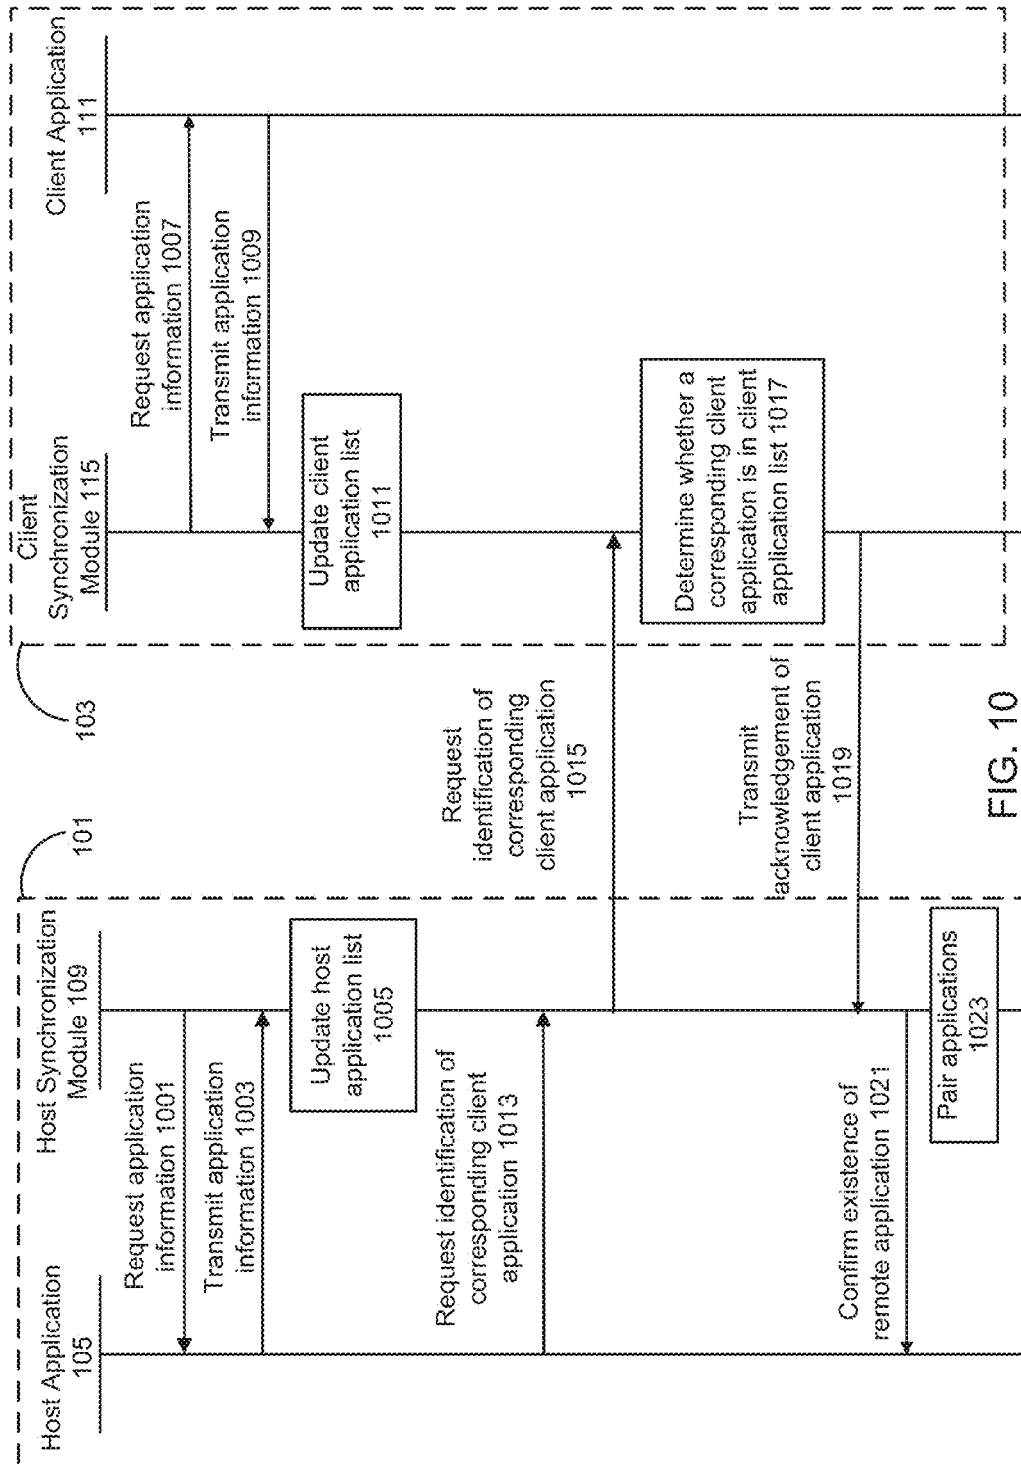 Host Application
105
Host Synchronization
Module 109
101
103
Client
Synchronization
Module 115
Client Application
111
Request application
information 1001
Transmit application
information 1003
Update host
application list
1005
Request application
information 1007
Transmit application
information 1009
Update client
application list
1011
Request identification of
corresponding client
application 1013
Request
identification of
corresponding
client application
1015
Determine whether a
corresponding client
application is in client
application list 1017
Transmit
acknowledgement of
client application
1019
Confirm existence of
remote application 1021
Pair applications
1023
FIG. 10